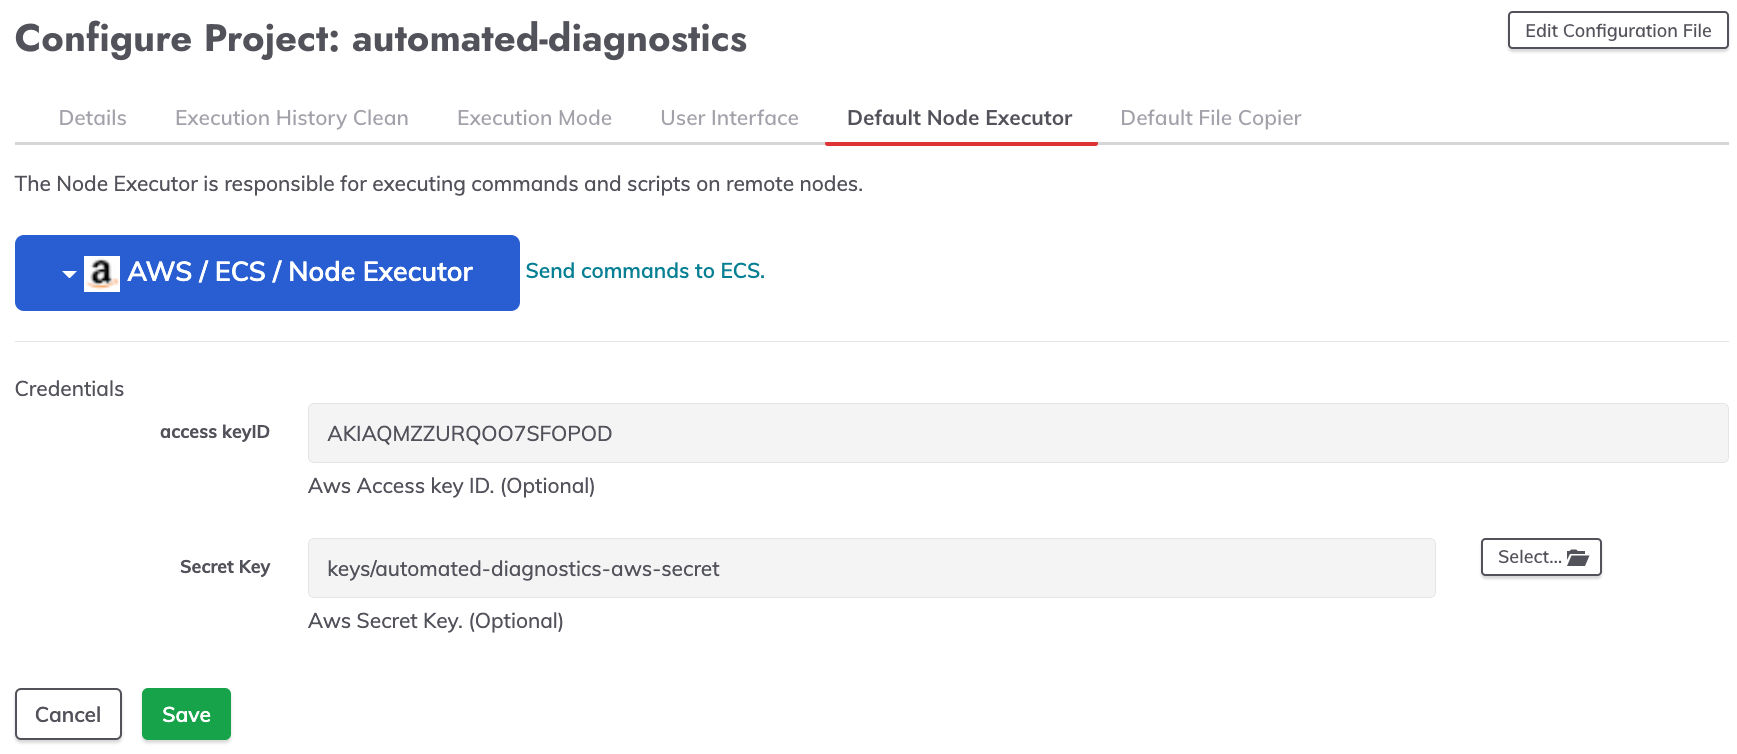 Configure Project: automated-diagnostics
Edit Configuration File
Details Execution History Clean Execution Mode User Interface Default Node Executor Default File Copier
The Node Executor is responsible for executing commands and scripts on remote nodes.
a AWS / ECS / Node Executor Send commands to ECS.
Credentials
access keyID AKIAQMZZURQOO7SFOPOD
Aws Access key ID. (Optional)
Secret Key keys/automated-diagnostics-aws-secret Select...
Aws Secret Key. (Optional)
Cancel Save